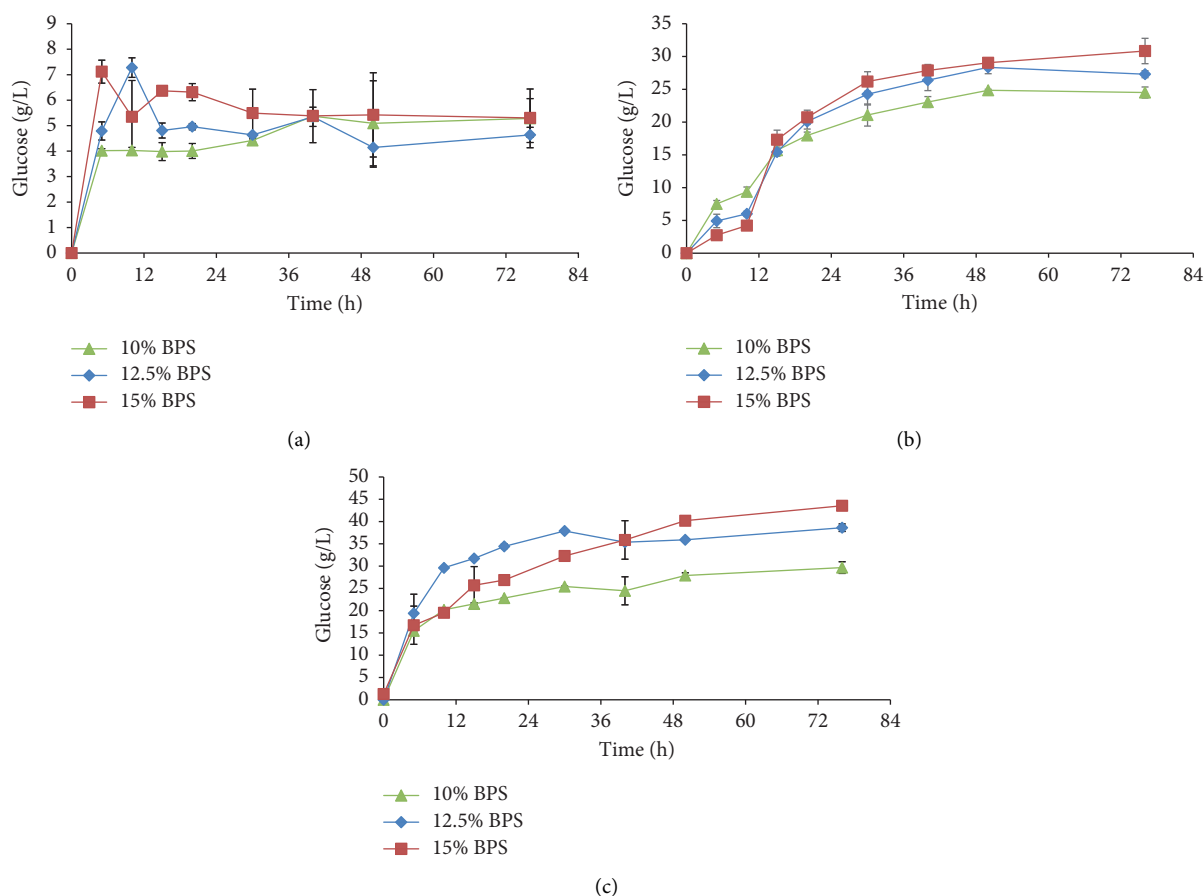 9
8
7
6
5
4
3
2
1
0
Glucose (g/L)
0 12 24 36 48 60 72 84
Time (h)
10% BPS
12.5% BPS
15% BPS
(a)
35
30
25
20
15
10
5
0
Glucose (g/L)
0 12 24 36 48 60 72 84
Time (h)
10% BPS
12.5% BPS
15% BPS
(b)
50
45
40
35
30
25
20
15
10
5
0
Glucose (g/L)
0 12 24 36 48 60 72 84
Time (h)
10% BPS
12.5% BPS
15% BPS
(c)